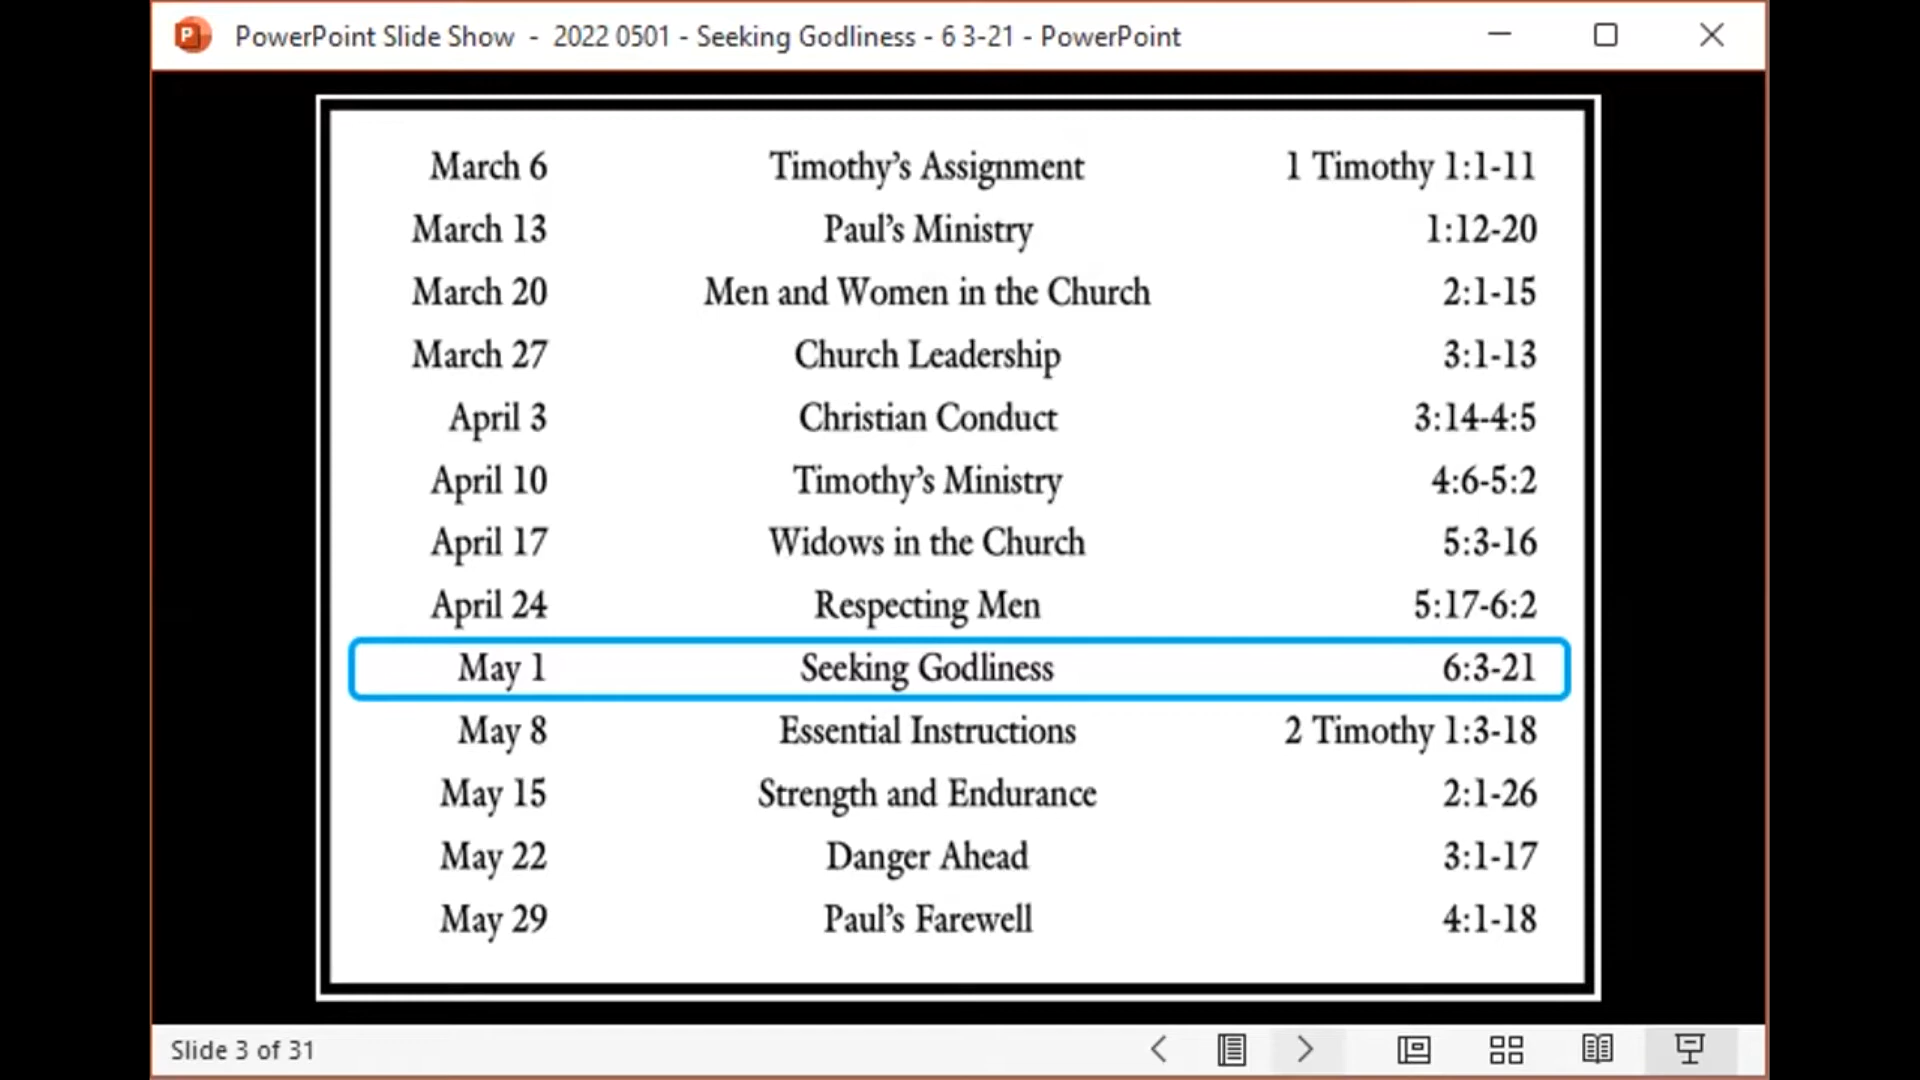 PowerPoint Slide Show - 2022 0501 - Seeking Godliness - 6 3-21 - PowerPoint
March 6 Timothy’s Assignment 1 Timothy 1:1-11
March 13 Paul’s Ministry 1:12-20
March 20 Men and Women in the Church 2:1-15
March 27 Church Leadership 3:1-13
April 3 Christian Conduct 3:14-4:5
April 10 Timothy’s Ministry 4:6-5:2
April 17 Widows in the Church 5:3-16
April 24 Respecting Men 5:17-6:2
May 1 Seeking Godliness 6:3-21
May 8 Essential Instructions 2 Timothy 1:3-18
May 15 Strength and Endurance 2:1-26
May 22 Danger Ahead 3:1-17
May 29 Paul’s Farewell 4:1-18
Slide 3 of 31